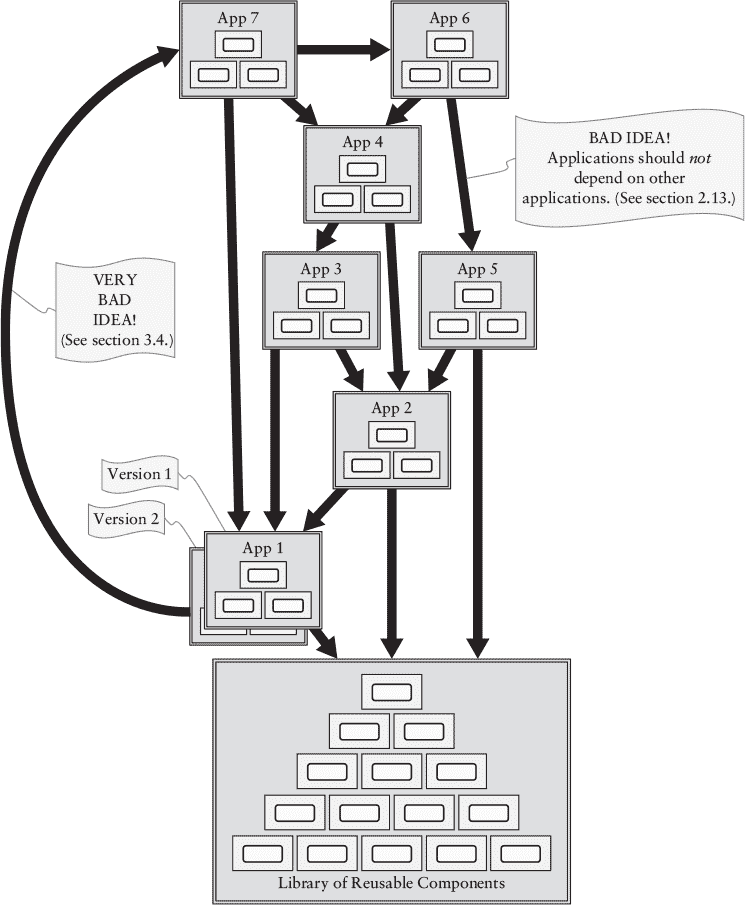 App 7
App 6
BAD IDEA!
Applications should not
depend on other
applications. (See section 2.13.)
App 4
VERY
BAD
IDEA!
(See section 3.4.)
App 3
App 5
App 2
Version 1
Version 2
App 1
Library of Reusable Components